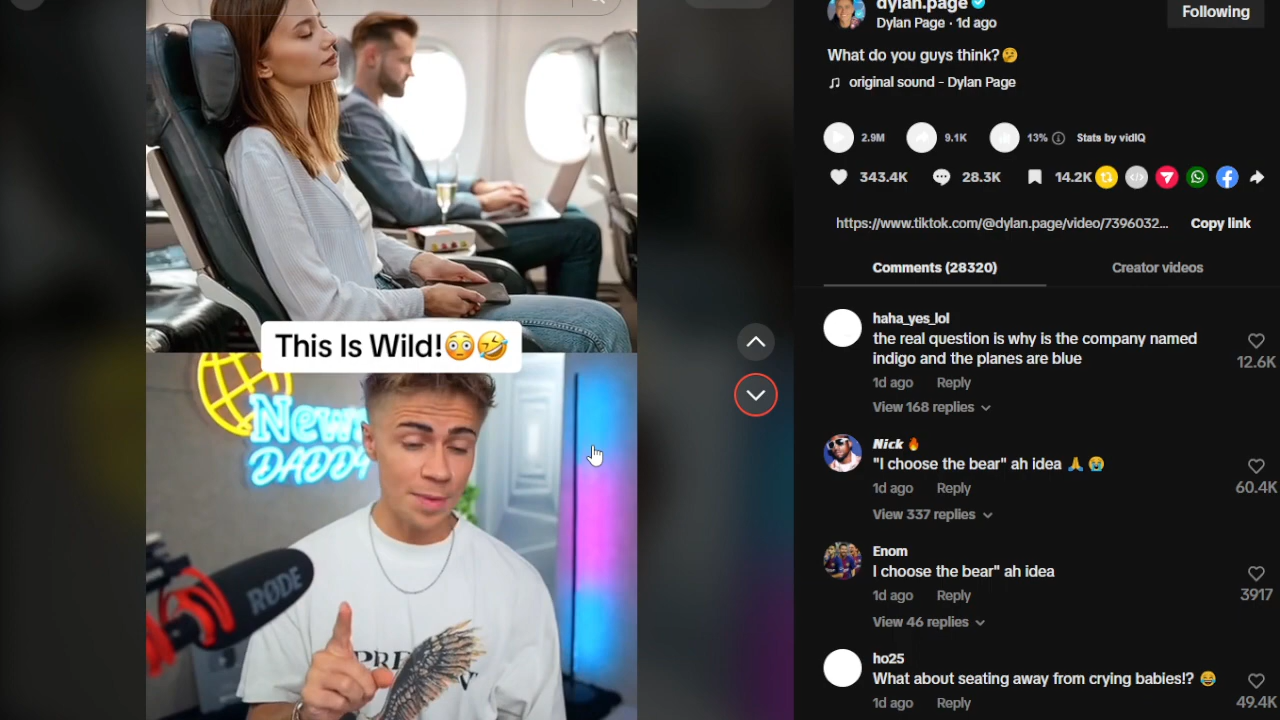 dylan.page
Dylan Page · 1d ago
Following
What do you guys think?🤔
original sound - Dylan Page
2.9M
9.1K
13%
Stats by vidIQ
343.4K
28.3K
14.2K
https://www.tiktok.com/@dylan.page/video/7396032...
Copy link
Comments (28320)
Creator videos
haha_yes_lol
the real question is why is the company named
indigo and the planes are blue
12.6K
1d ago
Reply
View 168 replies
Nick 🔥
"I choose the bear" ah idea 🙏 😭
60.4K
1d ago
Reply
View 337 replies
Enom
I choose the bear" ah idea
3917
1d ago
Reply
View 46 replies
ho25
What about seating away from crying babies!? 😂
49.4K
1d ago
Reply
This Is Wild!😳🤣
News
DADDY
RØDE